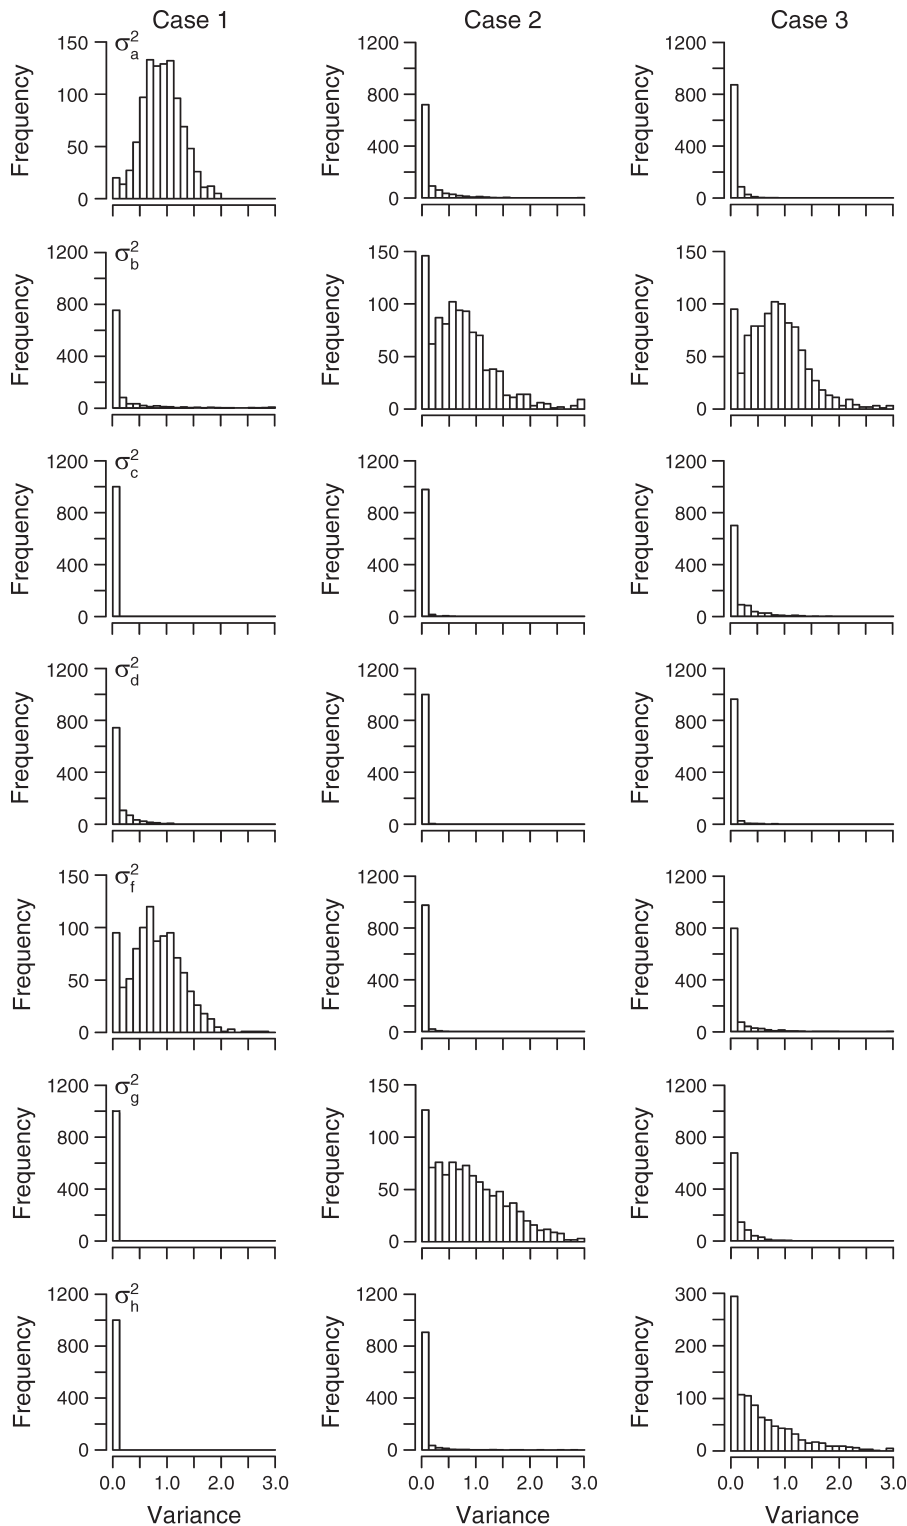 Case 1 Case 2 Case 3
σ²a
Frequency 150 100 50 0
Frequency 1200 800 400 0
Frequency 1200 800 400 0
σ²b
Frequency 1200 800 400 0
Frequency 150 100 50 0
Frequency 150 100 50 0
σ²c
Frequency 1200 800 400 0
Frequency 1200 800 400 0
Frequency 1200 800 400 0
σ²d
Frequency 1200 800 400 0
Frequency 1200 800 400 0
Frequency 1200 800 400 0
σ²f
Frequency 150 100 50 0
Frequency 1200 800 400 0
Frequency 1200 800 400 0
σ²g
Frequency 1200 800 400 0
Frequency 150 100 50 0
Frequency 1200 800 400 0
σ²h
Frequency 1200 800 400 0
Frequency 1200 800 400 0
Frequency 300 200 100 0
0.0 1.0 2.0 3.0 0.0 1.0 2.0 3.0 0.0 1.0 2.0 3.0
Variance Variance Variance